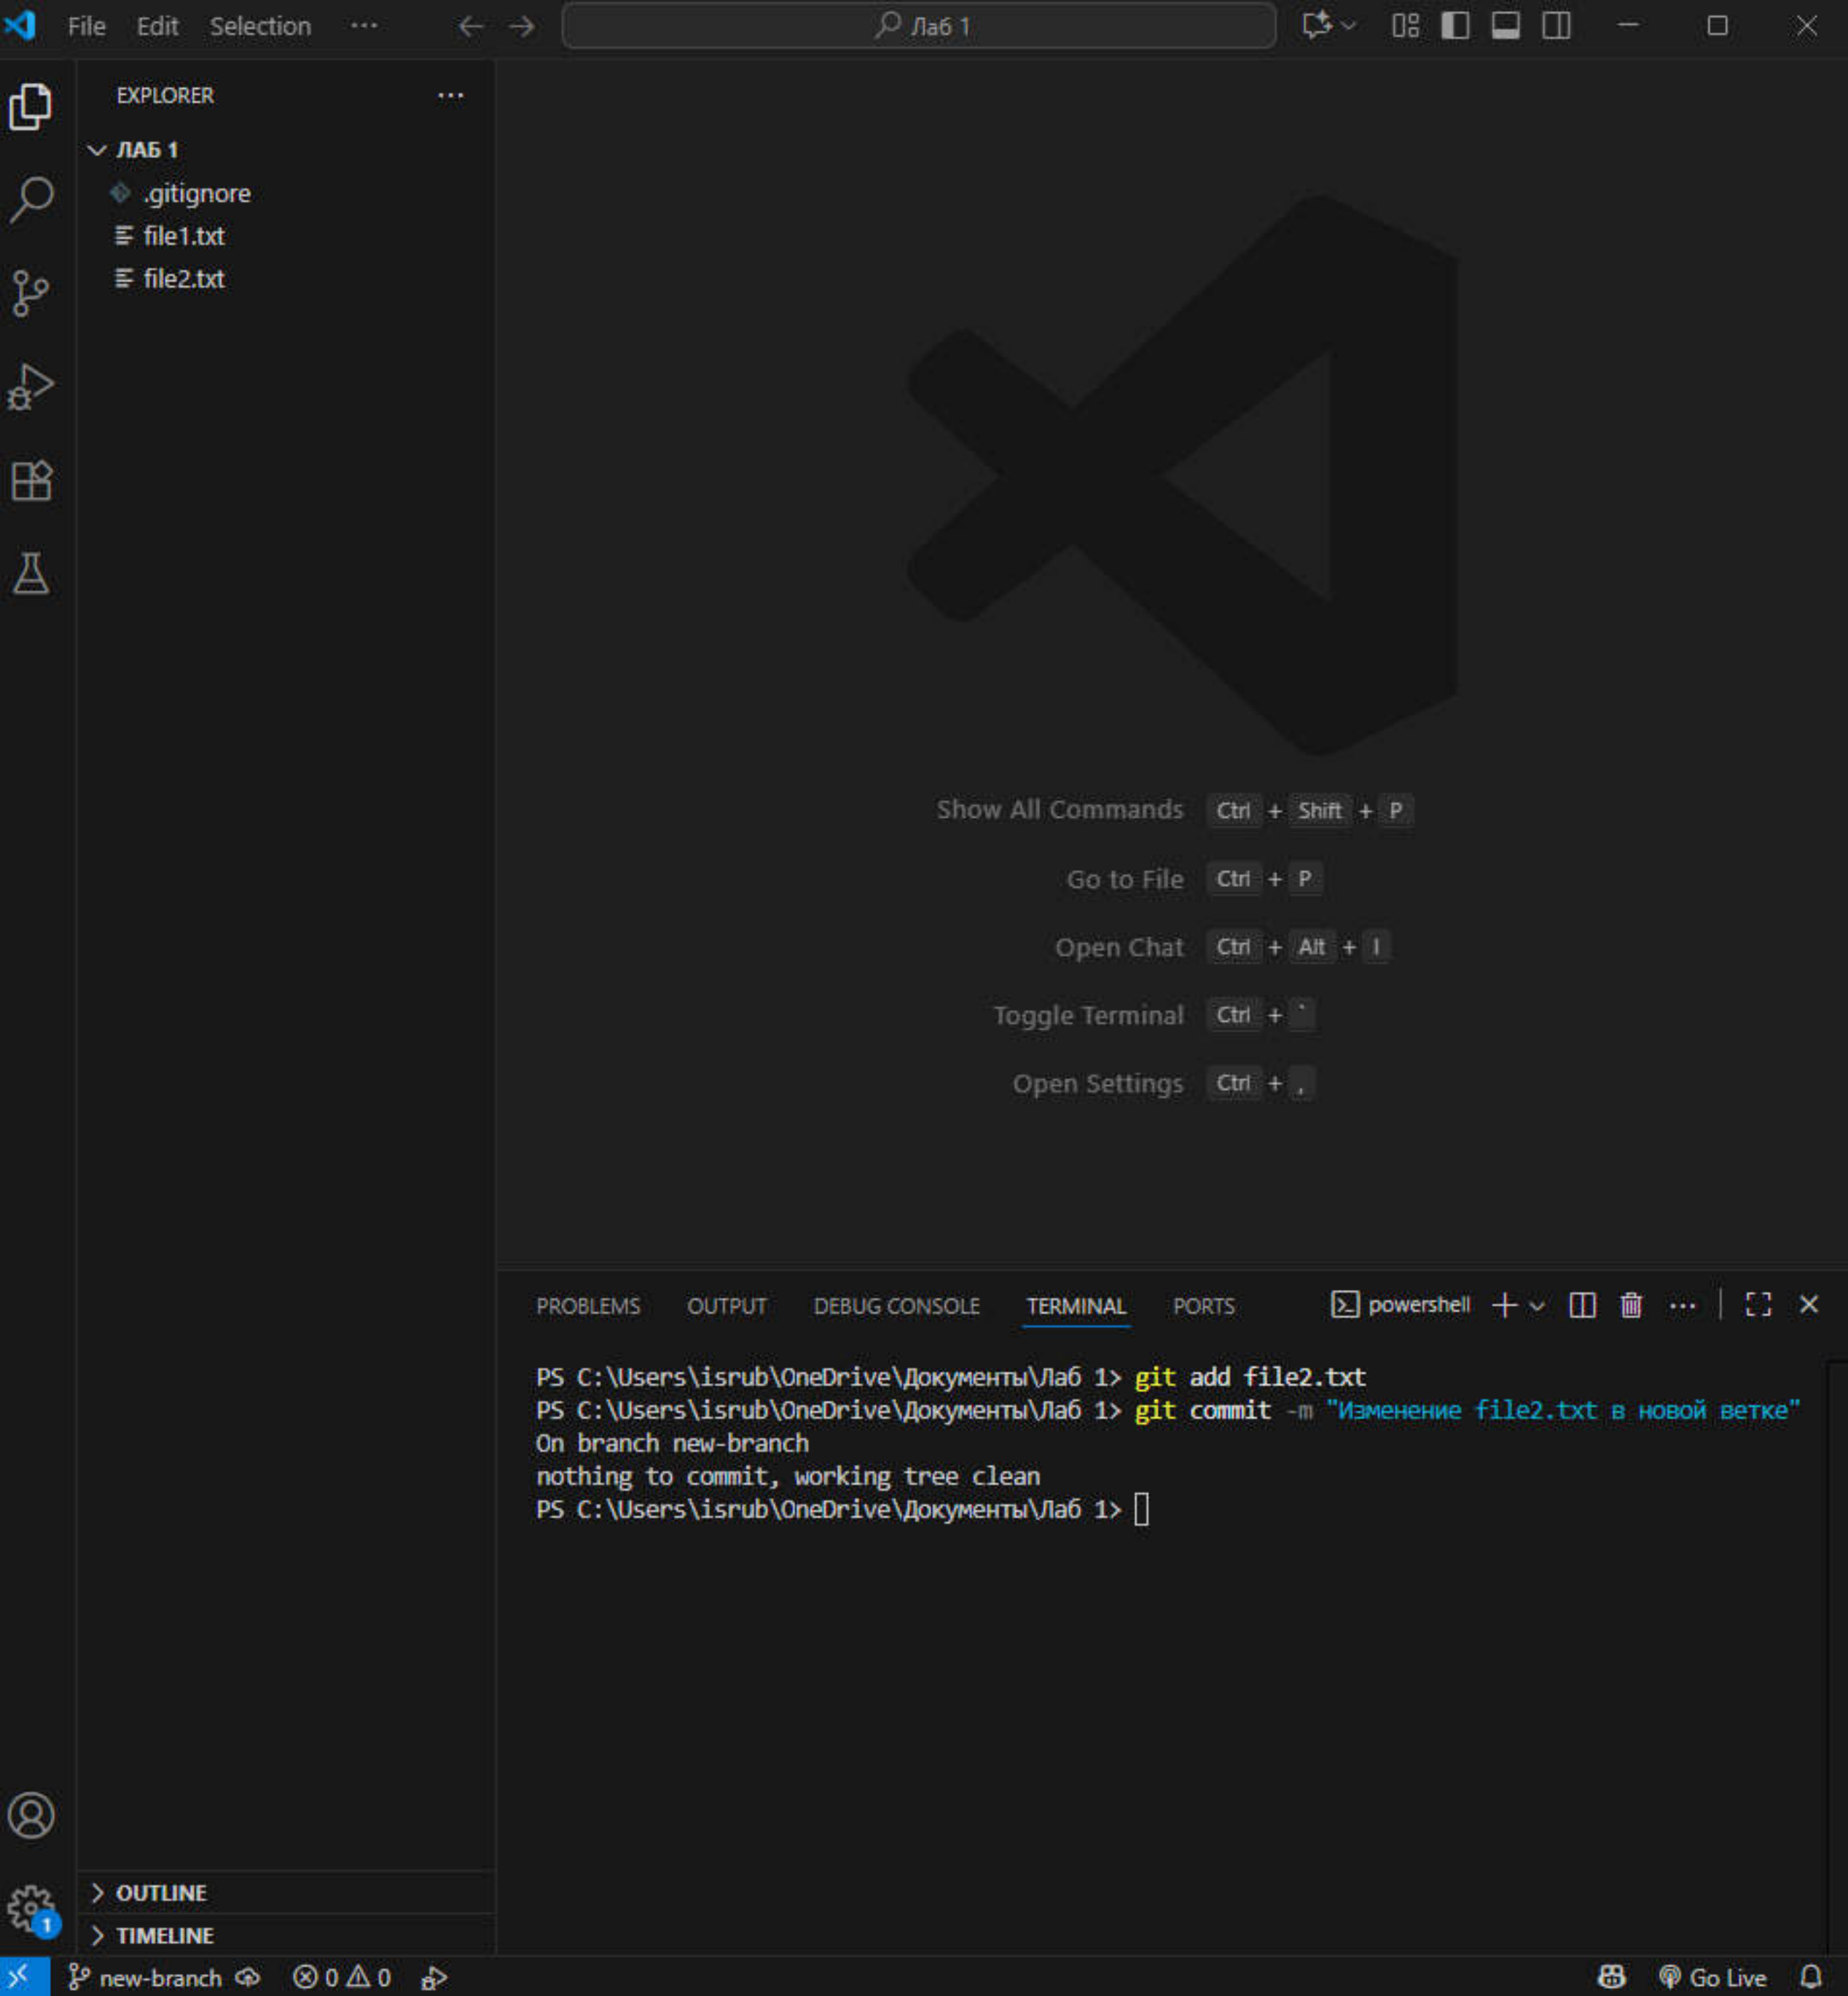 File Edit Selection ··· Лаб 1
EXPLORER ···
ЛАБ 1
.gitignore
file1.txt
file2.txt
Show All Commands Ctrl + Shift + P
Go to File Ctrl + P
Open Chat Ctrl + Alt + I
Toggle Terminal Ctrl + `
Open Settings Ctrl + ,
PROBLEMS OUTPUT DEBUG CONSOLE TERMINAL PORTS powershell ···
PS C:\Users\isrub\OneDrive\Документы\Лаб 1> git add file2.txt
PS C:\Users\isrub\OneDrive\Документы\Лаб 1> git commit -m "Изменение file2.txt в новой ветке"
On branch new-branch
nothing to commit, working tree clean
PS C:\Users\isrub\OneDrive\Документы\Лаб 1>
OUTLINE
1
TIMELINE
new-branch 0 0 Go Live